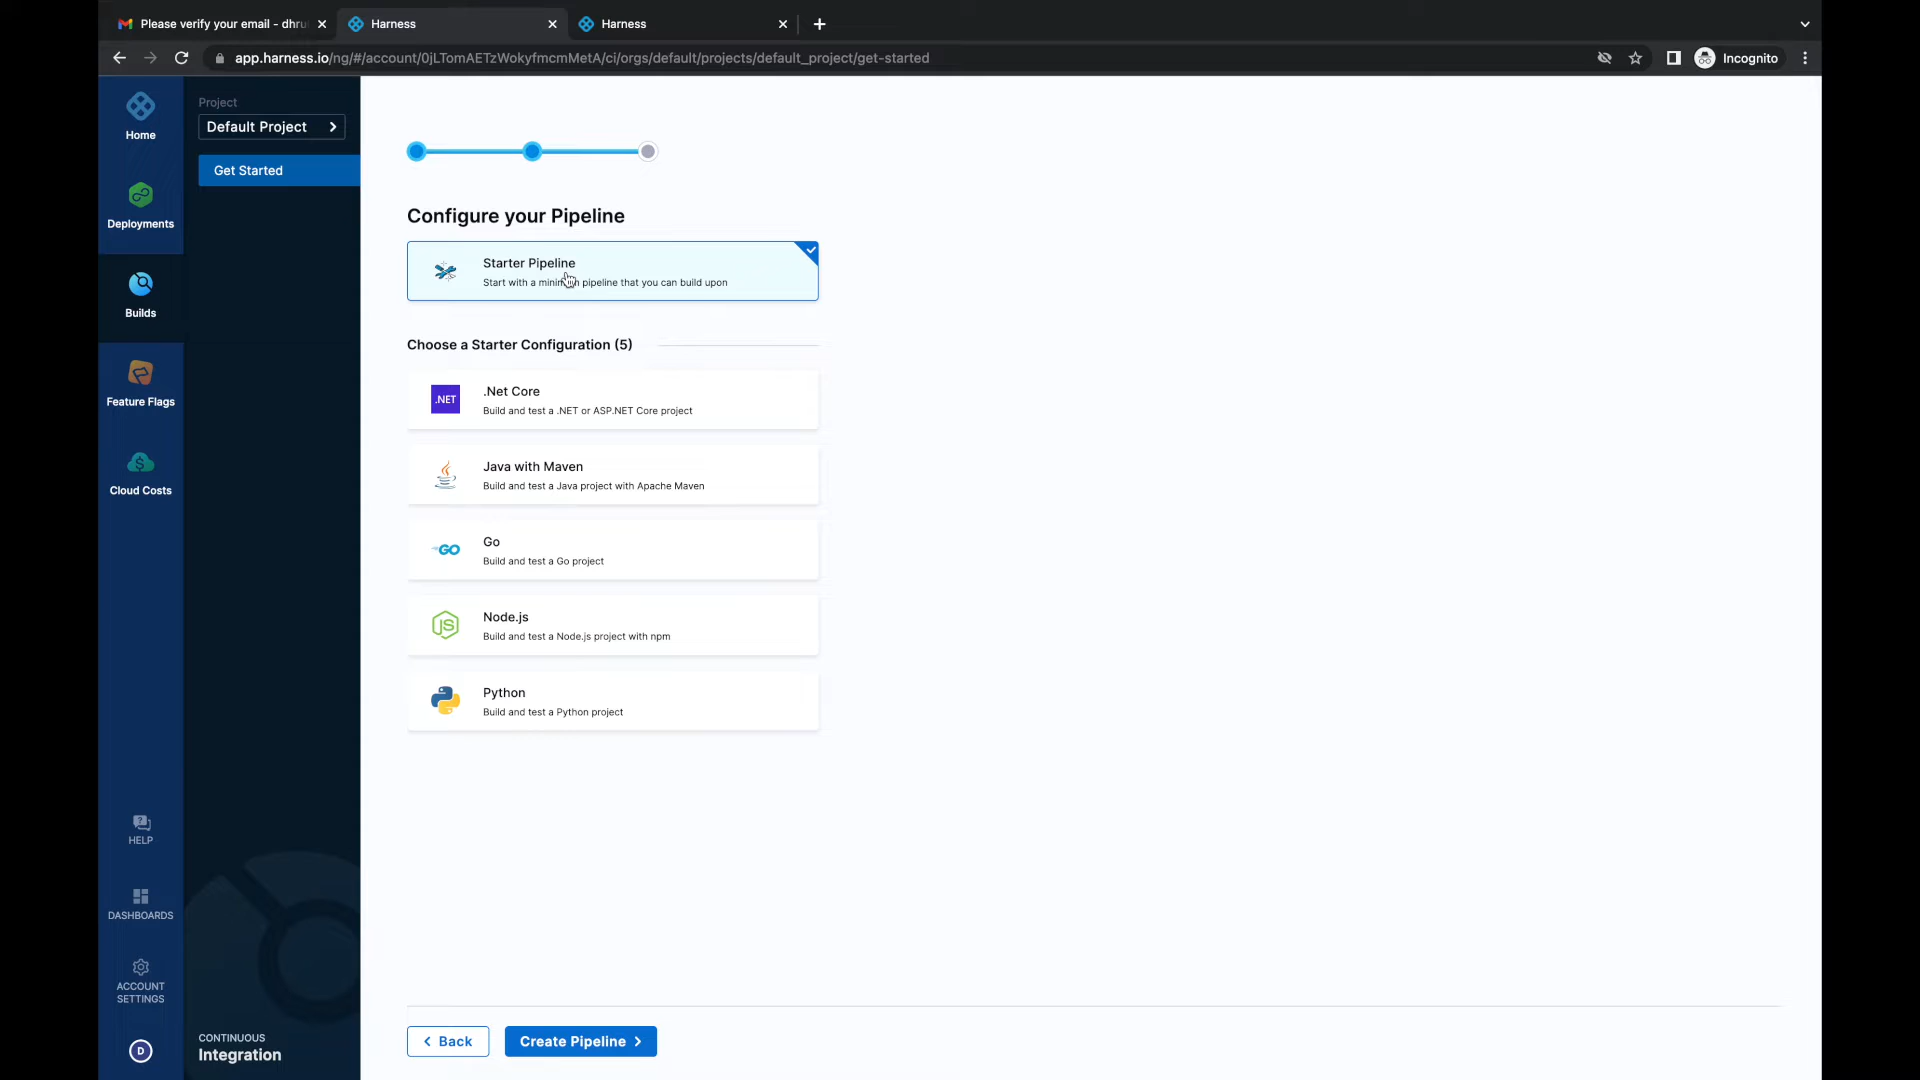 Please verify your email - dhru
Harness
Harness
app.harness.io/ng/#/account/0jLTomAETzWokyfmcmMetA/ci/orgs/default/projects/default_project/get-started
Incognito
Home
Deployments
Builds
Feature Flags
Cloud Costs
HELP
DASHBOARDS
ACCOUNT
SETTINGS
D
Project
Default Project
Get Started
CONTINUOUS
Integration
Configure your Pipeline
Starter Pipeline
Start with a minimum pipeline that you can build upon
Choose a Starter Configuration (5)
.NET
.Net Core
Build and test a .NET or ASP.NET Core project
Java with Maven
Build and test a Java project with Apache Maven
GO
Go
Build and test a Go project
JS
Node.js
Build and test a Node.js project with npm
Python
Build and test a Python project
Back
Create Pipeline